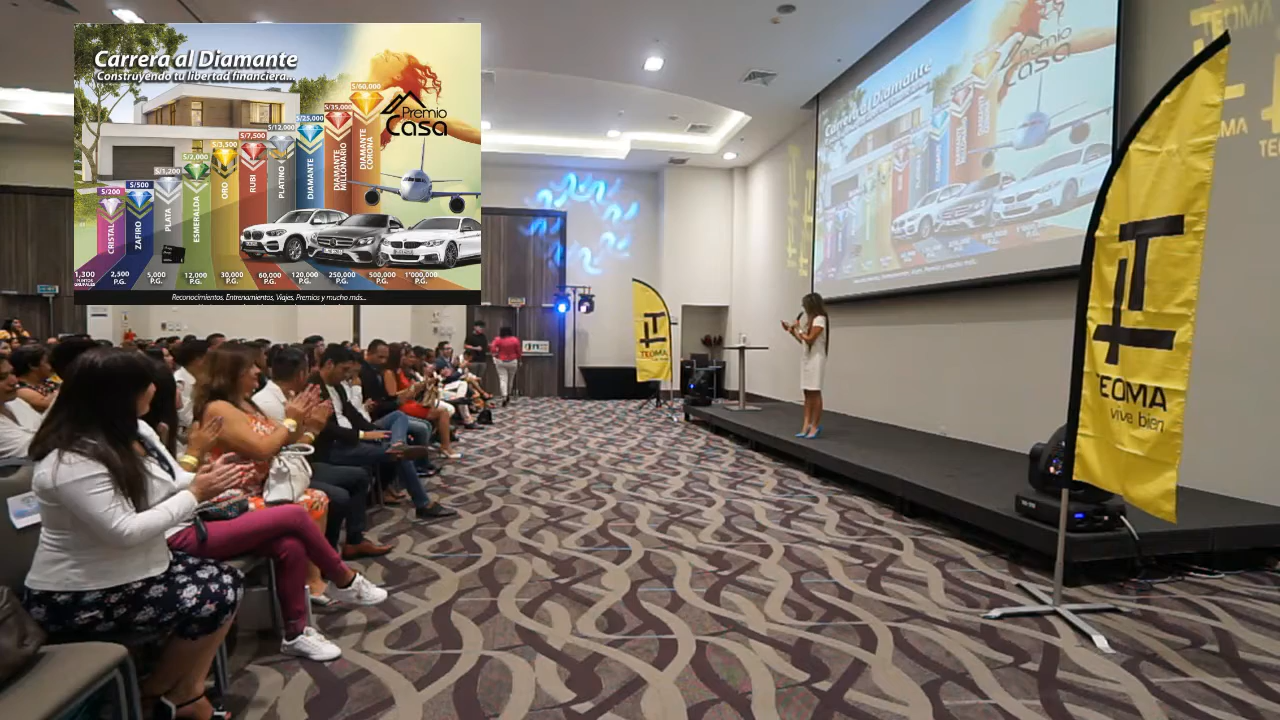 Carrera al Diamante
Construyendo tu libertad financiera...
S/60,000
S/35,000
S/25,000
S/12,000
S/7,500
S/3,500
S/2,000
S/1,200
S/500
S/200
Premio
Casa
CRISTAL
ZAFIRO
PLATA
ESMERALDA
ORO
RUBI
PLATINO
DIAMANTE
DIAMANTE MILLONARIO
DIAMANTE CORONA
1,300 PUNTOS GRUPALES
2,500 P.G.
5,000 P.G.
12,000 P.G.
30,000 P.G.
60,000 P.G.
120,000 P.G.
250,000 P.G.
500,000 P.G.
1'000,000 P.G.
Reconocimientos, Entrenamientos, Viajes, Premios y mucho más...
Carrera al Diamante
Premio
Casa
TEOMA
TEOMA
vive bien
TEOMA